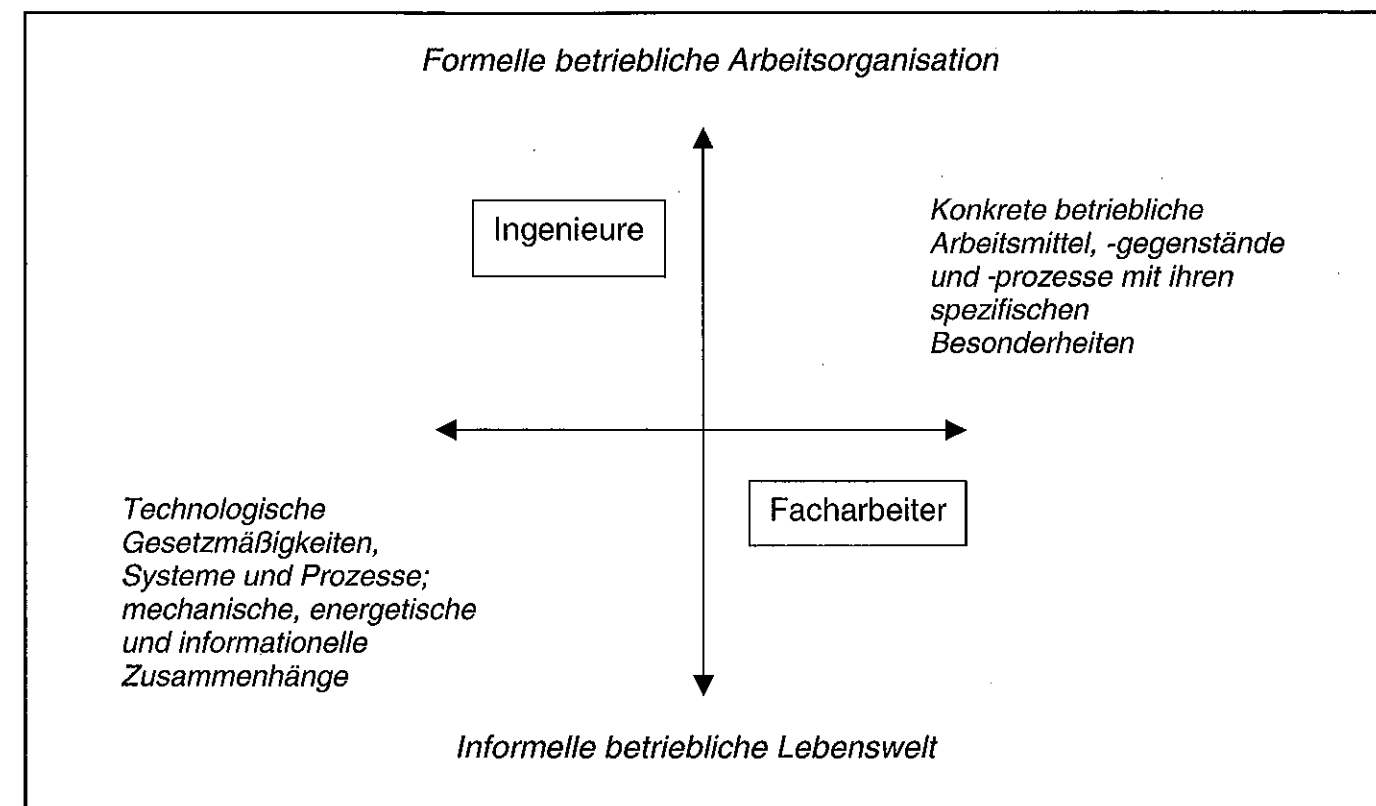 Formelle betriebliche Arbeitsorganisation
Ingenieure
Konkrete betriebliche
Arbeitsmittel, -gegenstände
und -prozesse mit ihren
spezifischen
Besonderheiten
Facharbeiter
Technologische
Gesetzmäßigkeiten,
Systeme und Prozesse;
mechanische, energetische
und informationelle
Zusammenhänge
Informelle betriebliche Lebenswelt